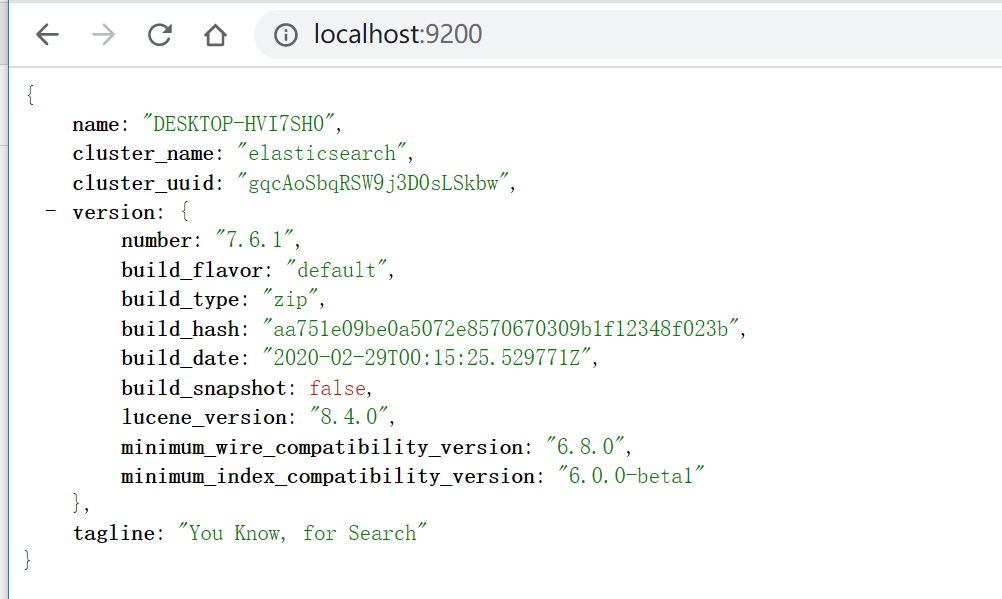 localhost:9200
{
name: "DESKTOP-HVI7SH0",
cluster_name: "elasticsearch",
cluster_uuid: "gqcAoSbqRSW9j3D0sLSkbw",
- version: {
number: "7.6.1",
build_flavor: "default",
build_type: "zip",
build_hash: "aa751e09be0a5072e8570670309b1f12348f023b",
build_date: "2020-02-29T00:15:25.529771Z",
build_snapshot: false,
lucene_version: "8.4.0",
minimum_wire_compatibility_version: "6.8.0",
minimum_index_compatibility_version: "6.0.0-beta1"
},
tagline: "You Know, for Search"
}